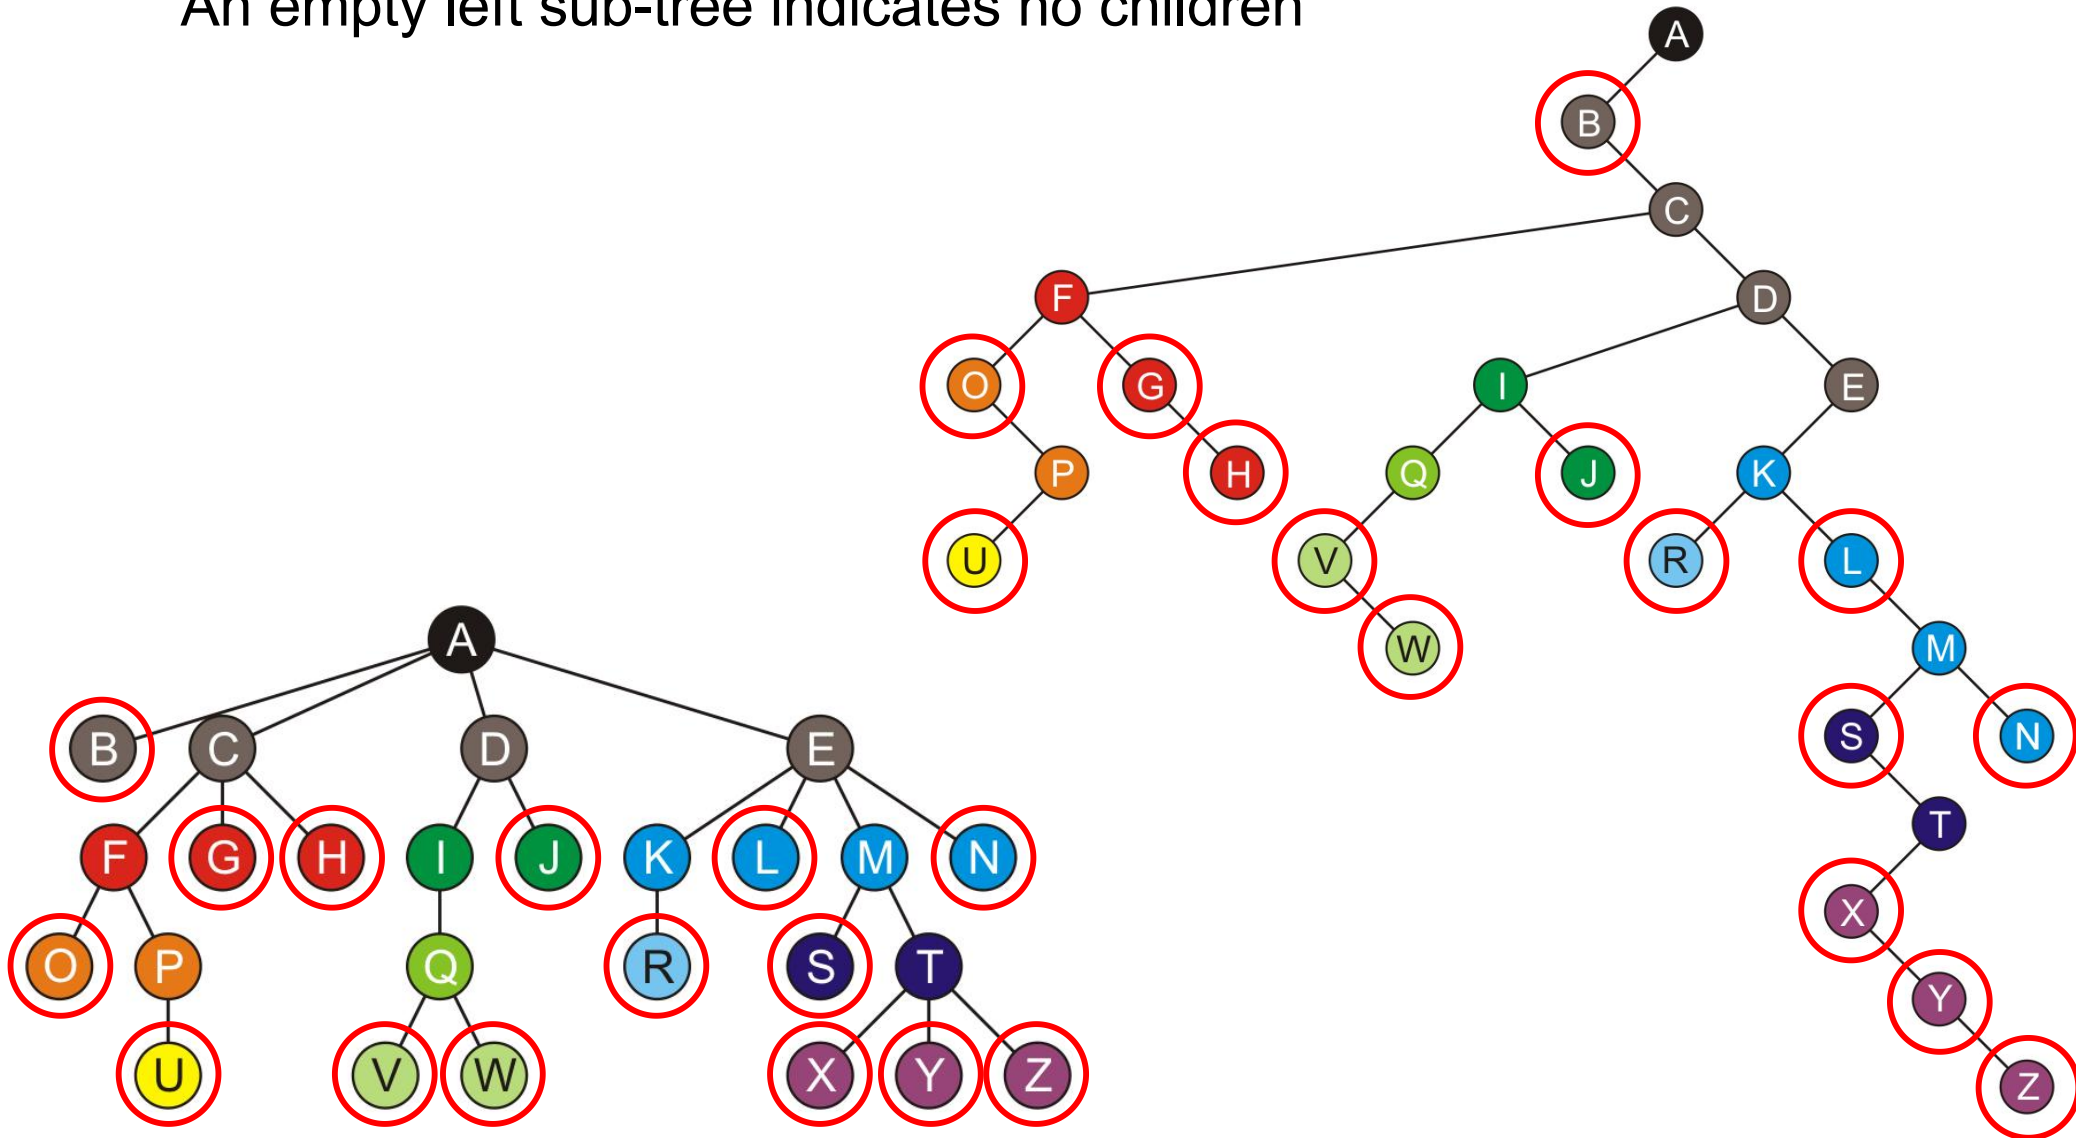 An empty left sub-tree indicates no children
A
B
C
F
D
O
G
I
E
P
H
Q
J
K
U
V
R
L
W
M
S
N
T
X
Y
Z
A
B C D E
F G H I J K L M N
O P Q R S T
U V W X Y Z